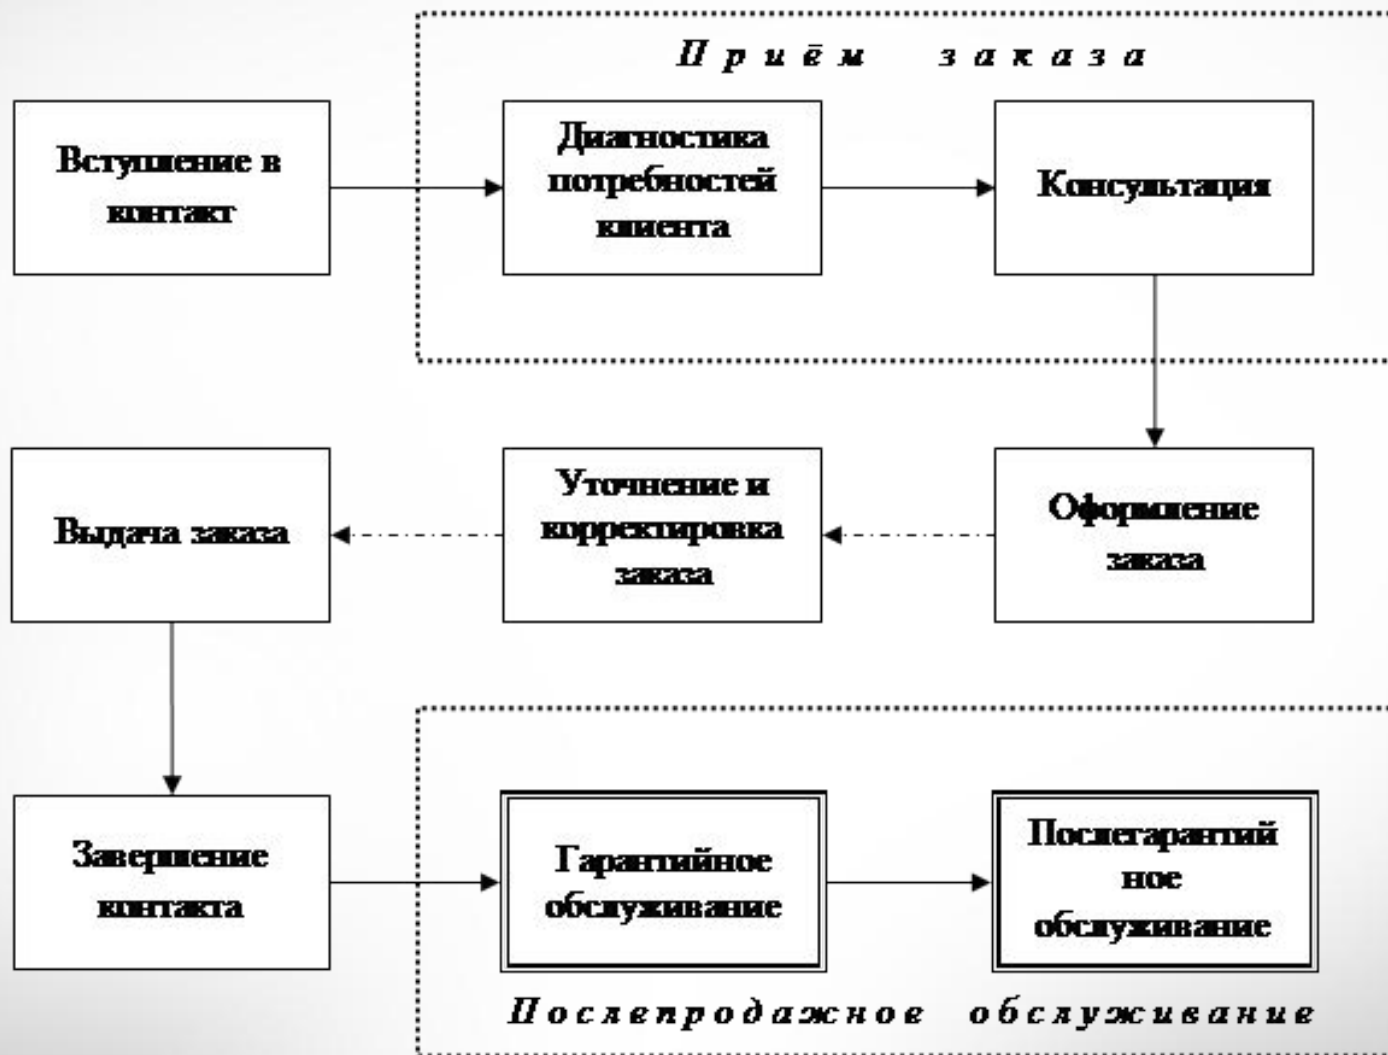 Приём заказа
Вступление в
контакт
Диагностика
потребностей
клиента
Консультация
Выдача заказа
Уточнение и
корректировка
заказа
Оформление
заказа
Завершение
контакта
Гарантийное
обслуживание
Послегарантий
ное
обслуживание
Послепродажное обслуживание